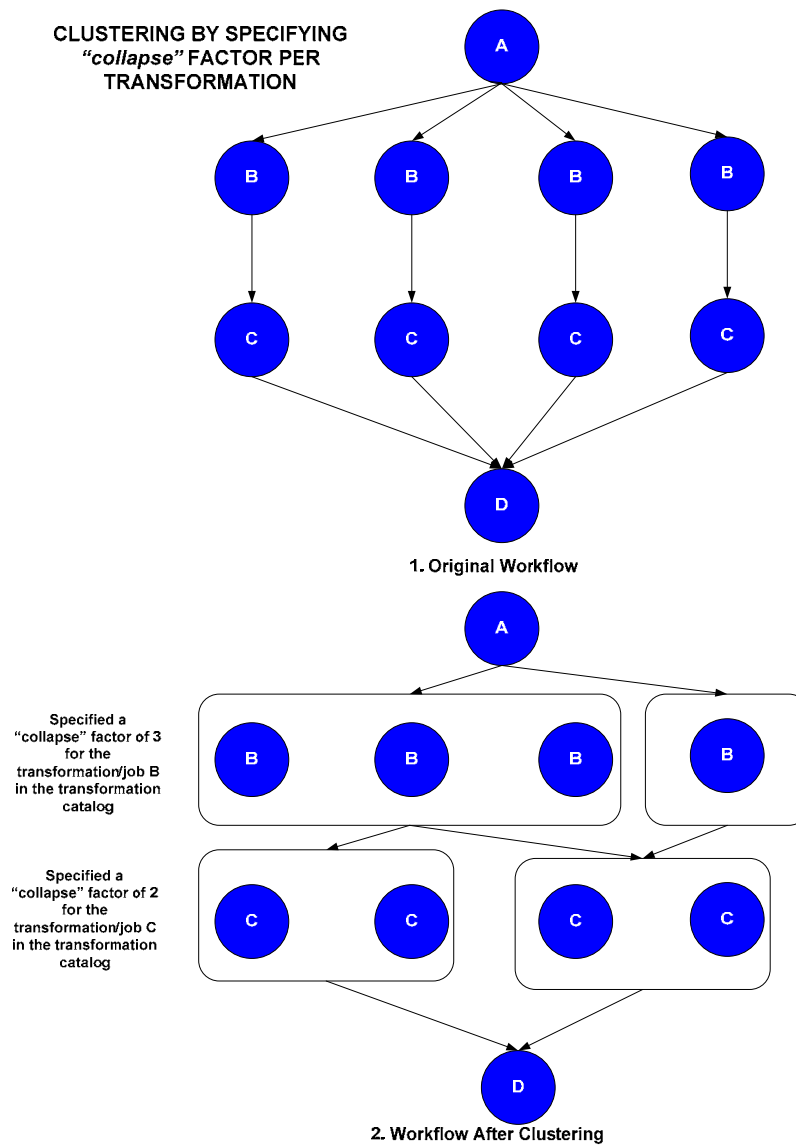 CLUSTERING BY SPECIFYING
"collapse" FACTOR PER
TRANSFORMATION
A
B B B B
C C C C
D
1. Original Workflow
A
Specified a
"collapse" factor of 3
for the
transformation/job B
in the transformation
catalog
B B B B
Specified a
"collapse" factor of 2
for the
transformation/job C
in the transformation
catalog
C C C C
D
2. Workflow After Clustering